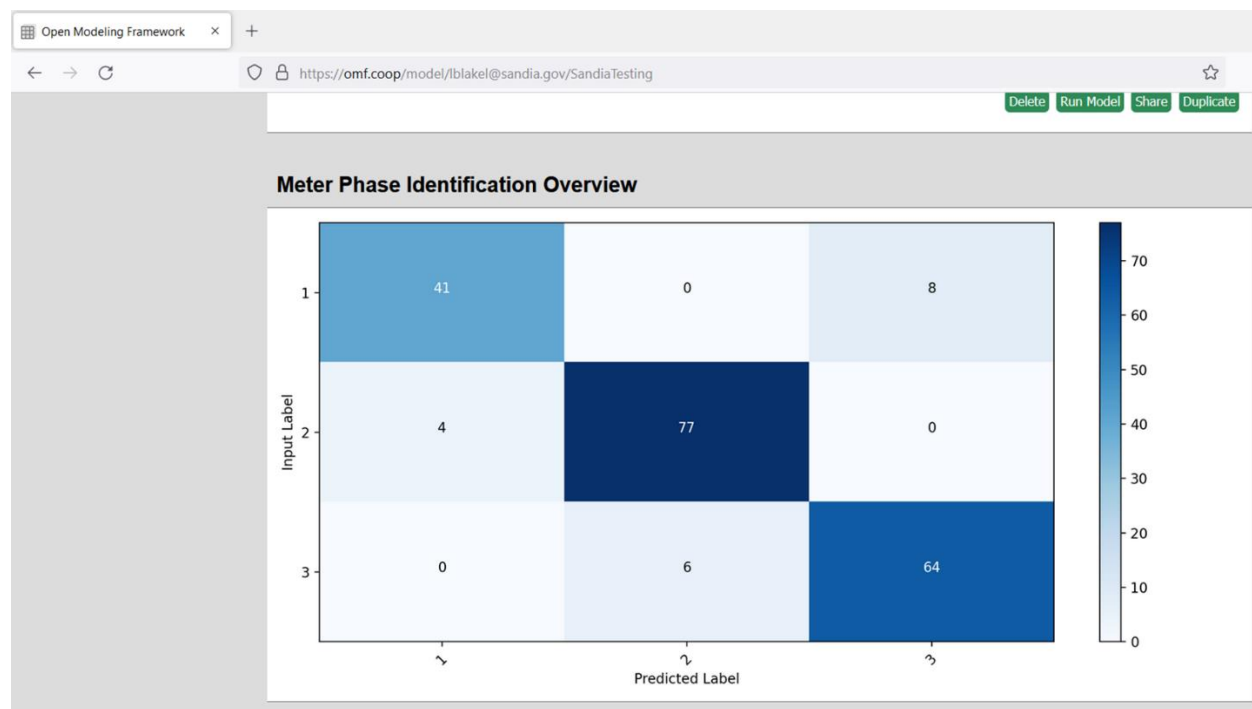 Open Modeling Framework
https://omf.coop/model/lblakel@sandia.gov/SandiaTesting
Delete Run Model Share Duplicate
Meter Phase Identification Overview
1 41 0 8
2 4 77 0
3 0 6 64
Input Label
1 2 3
Predicted Label
70
60
50
40
30
20
10
0